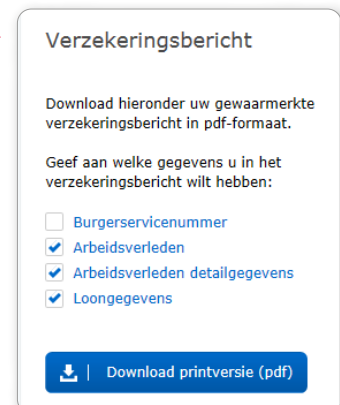 Verzekeringsbericht
Download hieronder uw gewaarmerkte
verzekeringsbericht in pdf-formaat.
Geef aan welke gegevens u in het
verzekeringsbericht wilt hebben:
Burgerservicenummer
Arbeidsverleden
Arbeidsverleden detailgegevens
Loongegevens
Download printversie (pdf)